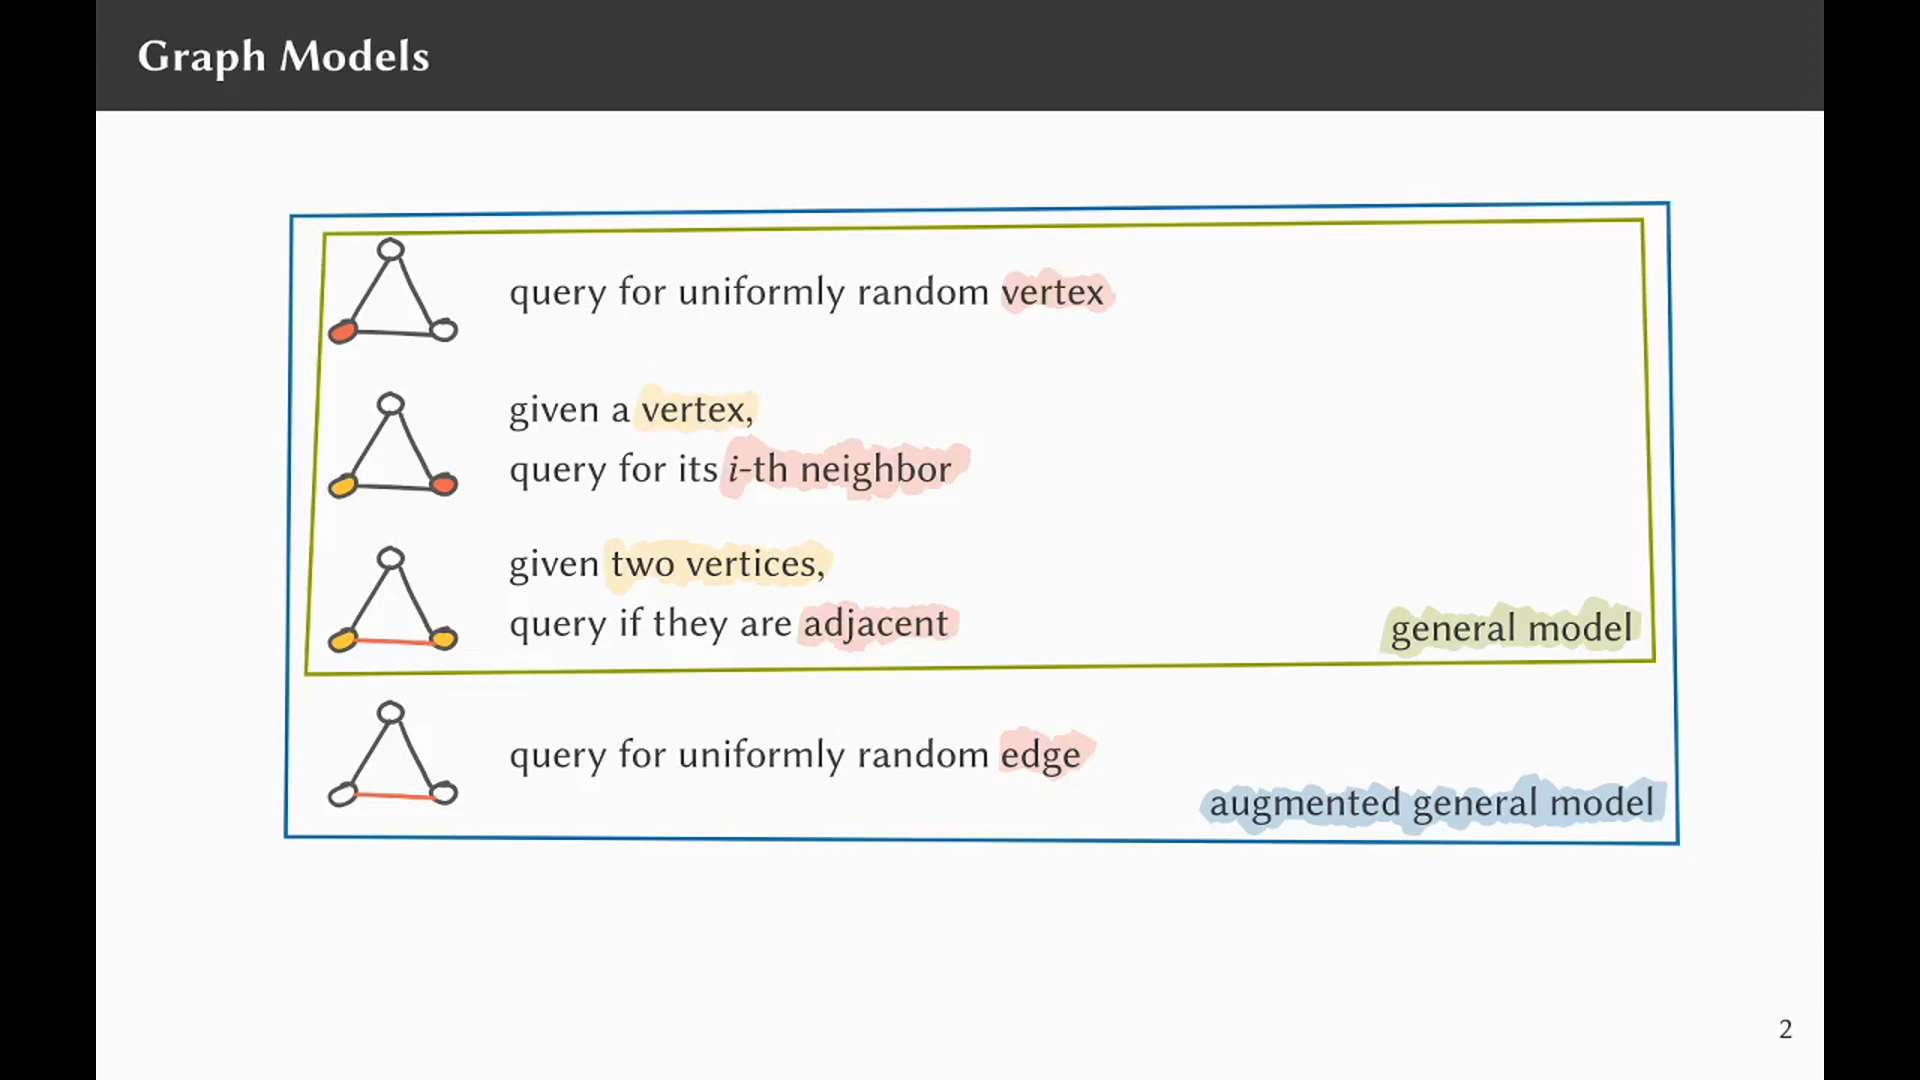 Graph Models
query for uniformly random vertex
given a vertex,
query for its i-th neighbor
given two vertices,
query if they are adjacent
general model
query for uniformly random edge
augmented general model
2